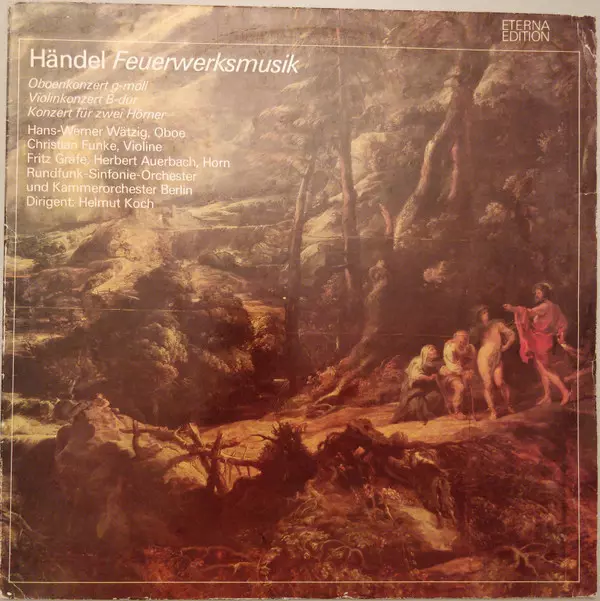 ETERNA
EDITION
Händel Feuerwerksmusik
Oboenkonzert g-moll
Violinkonzert B-dur
Konzert für zwei Hörner
Hans-Werner Wätzig, Oboe
Christian Funke, Violine
Fritz Gräfe, Herbert Auerbach, Horn
Rundfunk-Sinfonie-Orchester
und Kammerorchester Berlin
Dirigent: Helmut Koch